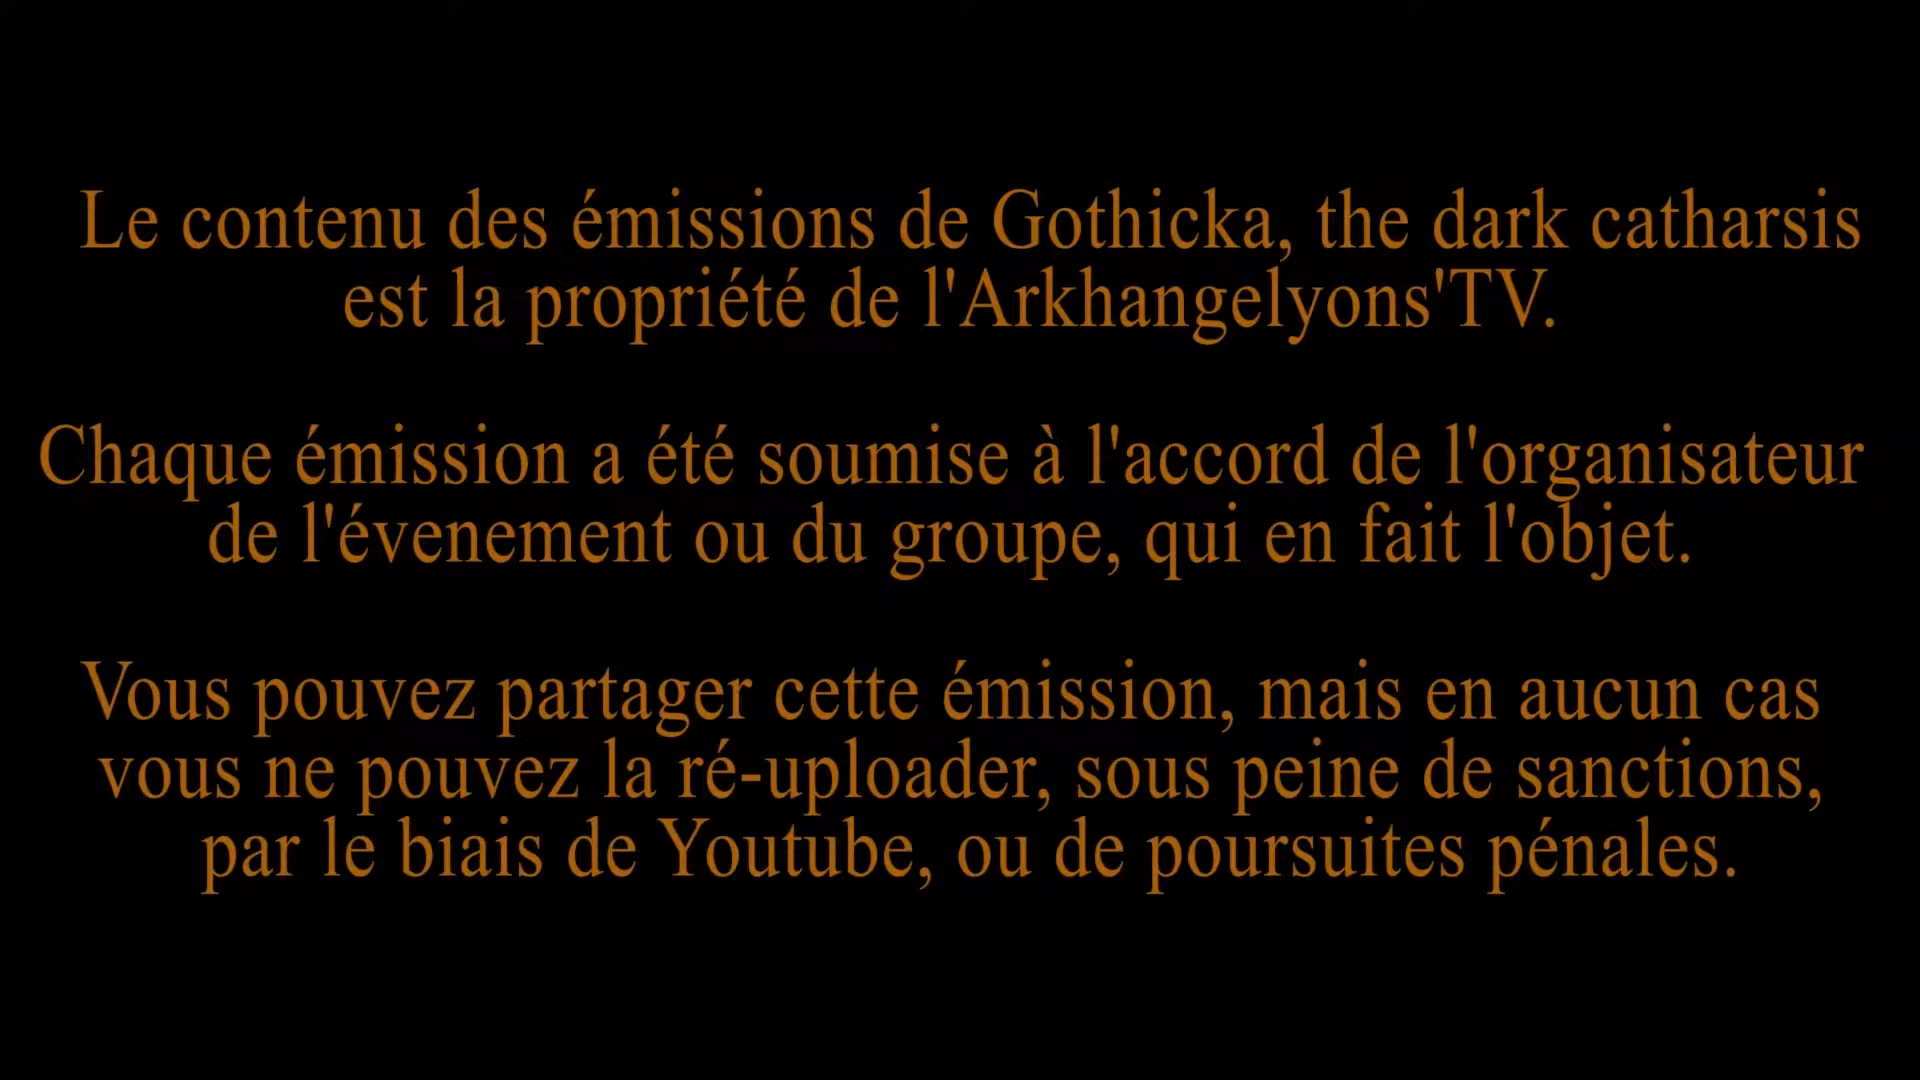 Le contenu des émissions de Gothicka, the dark catharsis
est la propriété de l'Arkhangelyons'TV.
Chaque émission a été soumise à l'accord de l'organisateur
de l'évenement ou du groupe, qui en fait l'objet.
Vous pouvez partager cette émission, mais en aucun cas
vous ne pouvez la ré-uploader, sous peine de sanctions,
par le biais de Youtube, ou de poursuites pénales.